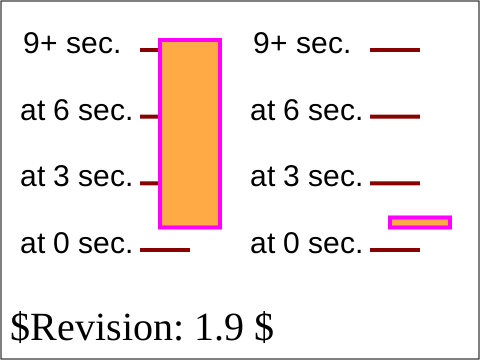 9+ sec. 9+ sec.
at 6 sec. at 6 sec.
at 3 sec. at 3 sec.
at 0 sec. at 0 sec.
$Revision: 1.9 $